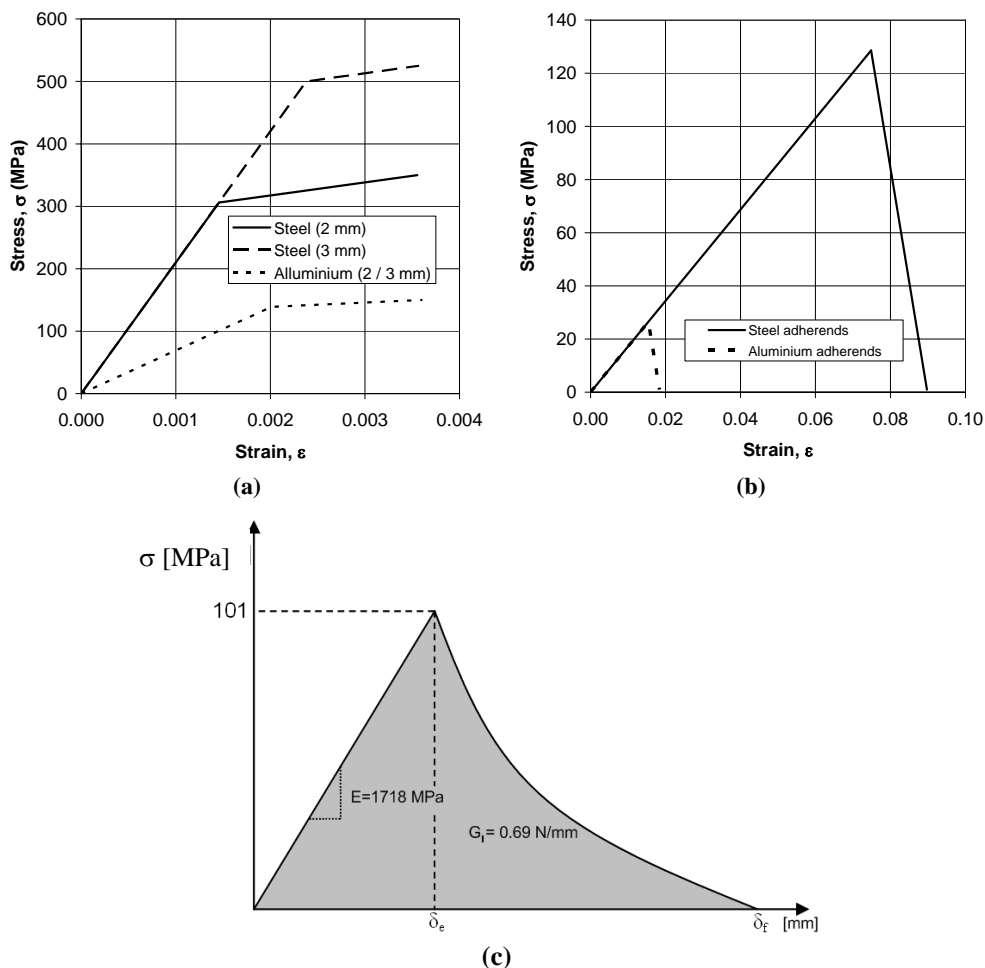 600
500
400
300
200
100
0
0.000 0.001 0.002 0.003 0.004
Stress, σ (MPa)
Strain, ε
Steel (2 mm)
Steel (3 mm)
Alluminium (2 / 3 mm)
(a)
140
120
100
80
60
40
20
0
0.00 0.02 0.04 0.06 0.08 0.10
Stress, σ (MPa)
Strain, ε
Steel adherends
Aluminium adherends
(b)
σ [MPa]
101
E=1718 MPa
G_I= 0.69 N/mm
δ_e δ_f [mm]
(c)